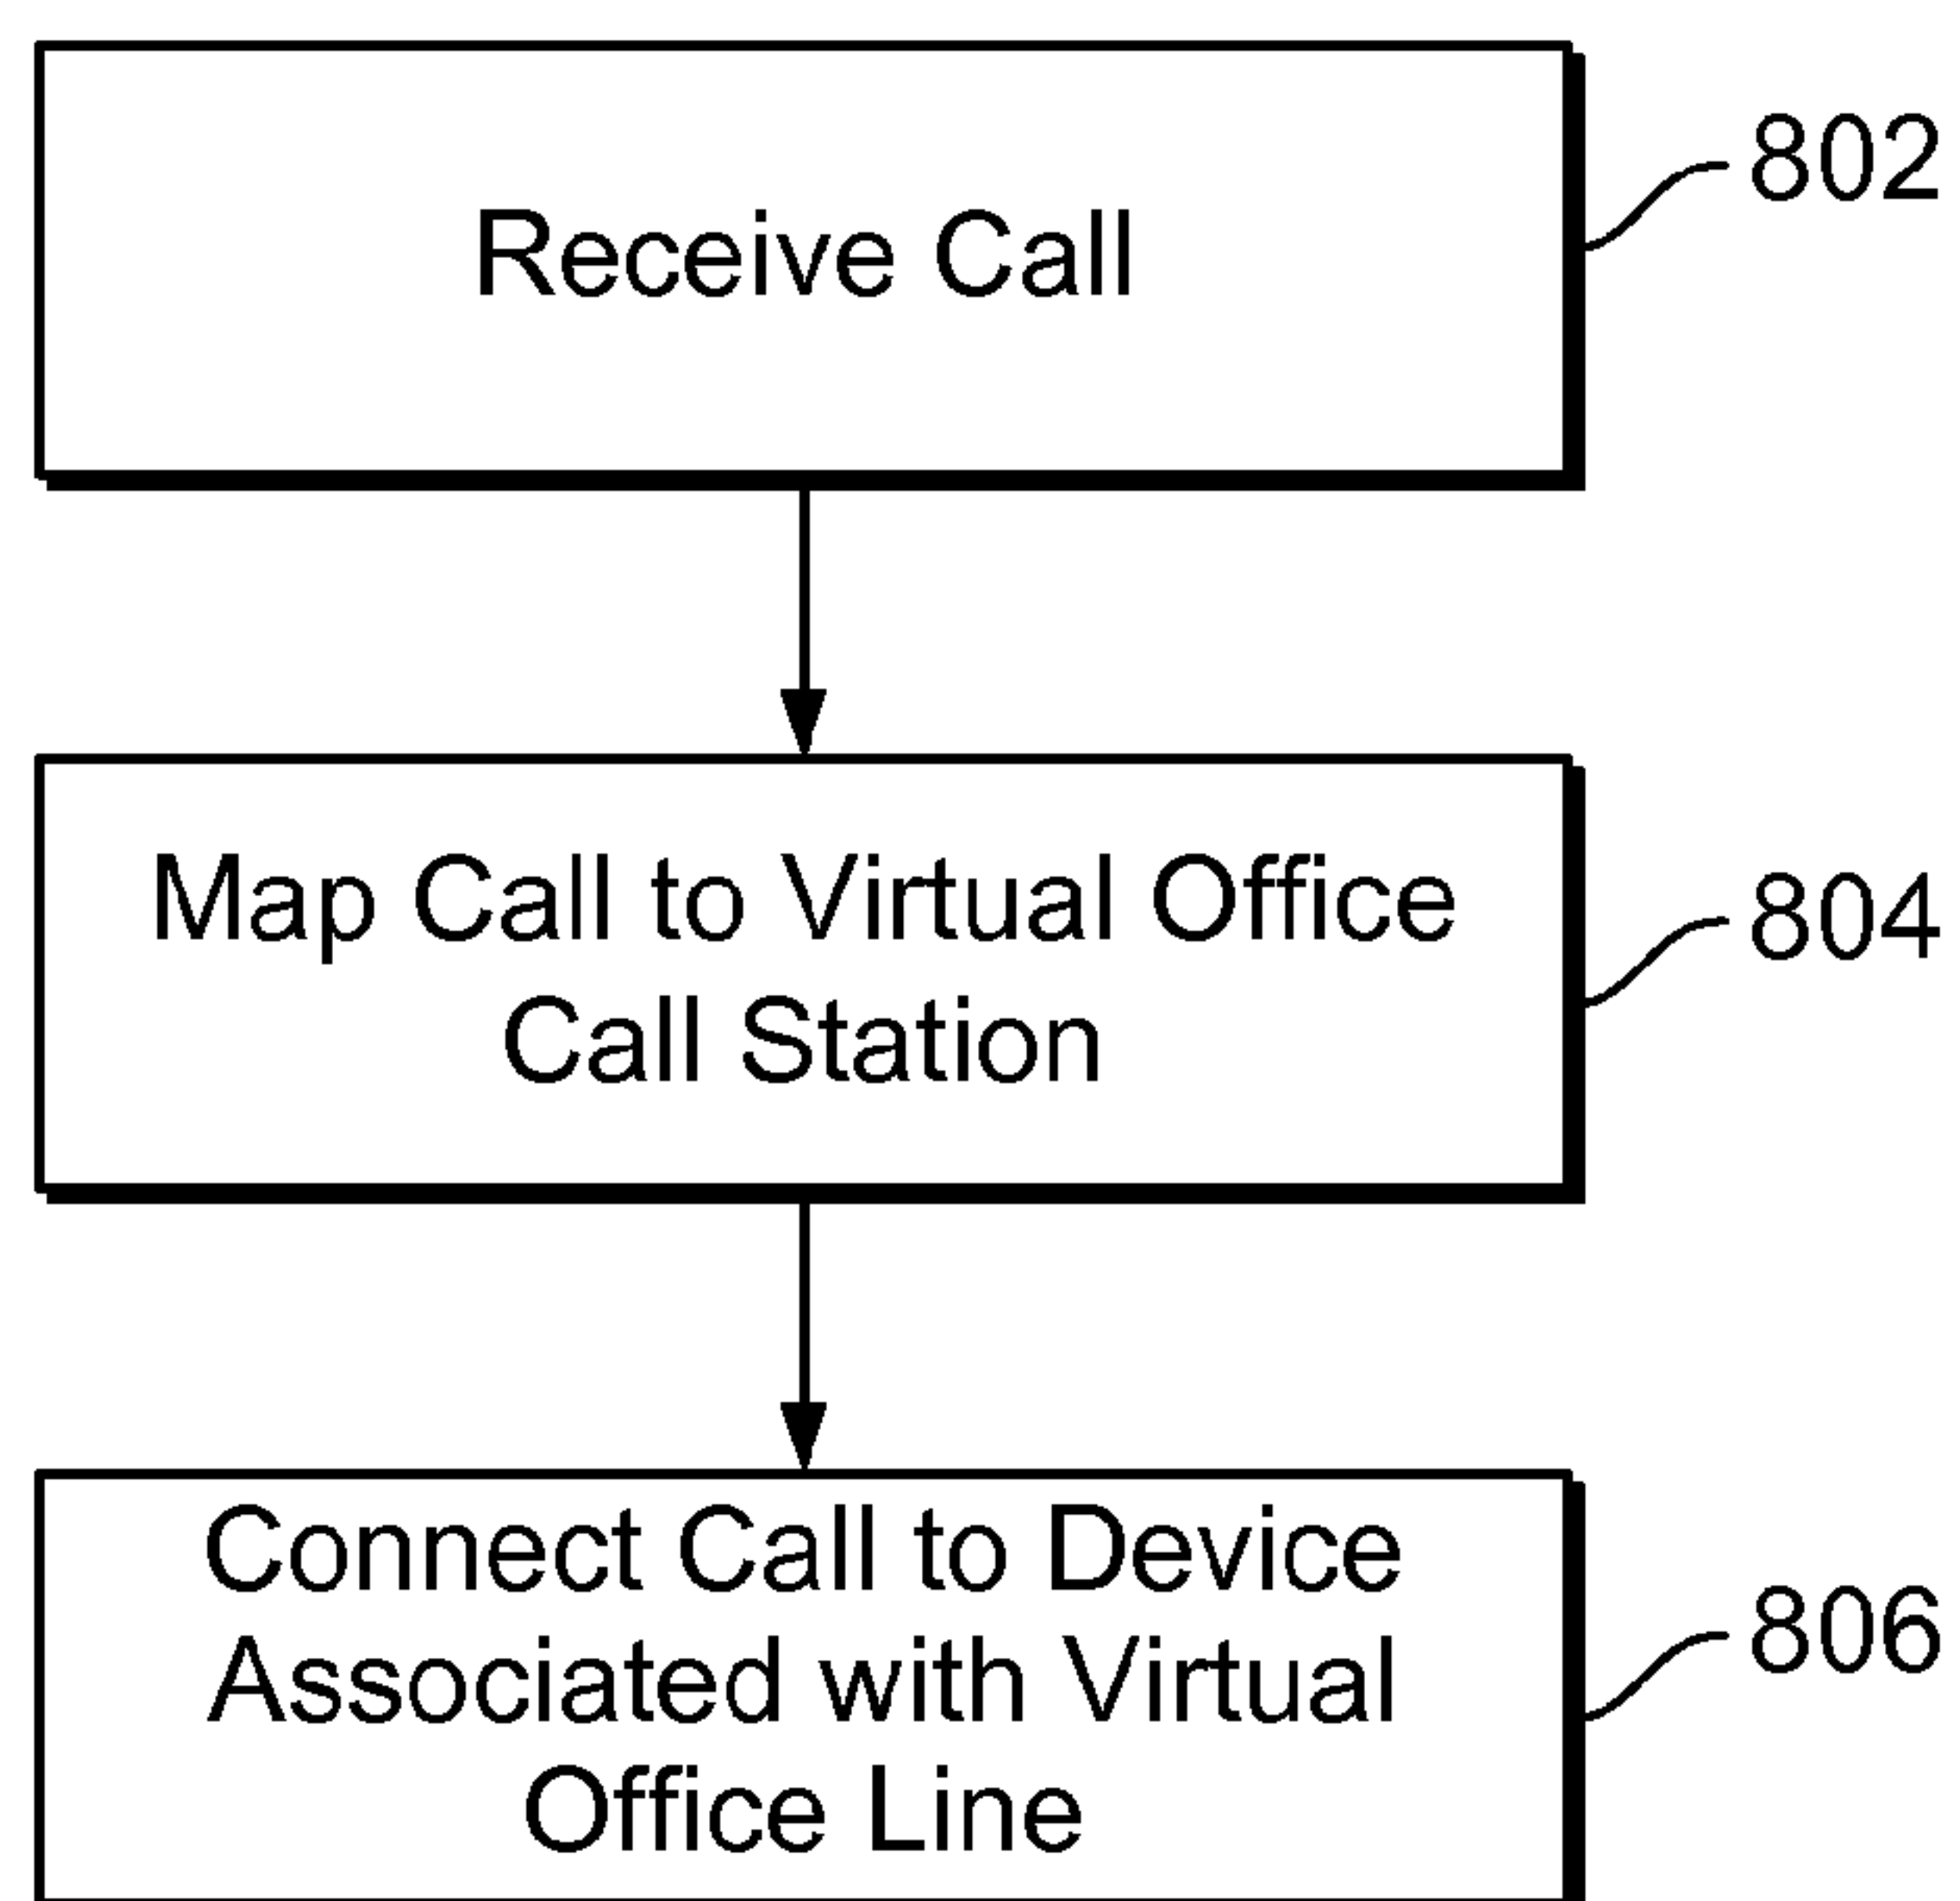 Receive Call
802
Map Call to Virtual Office
Call Station
804
Connect Call to Device
Associated with Virtual
Office Line
806